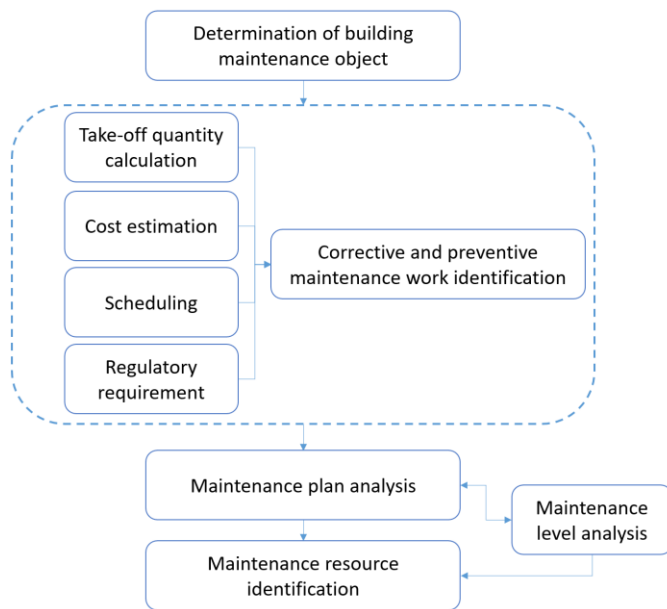 Determination of building
maintenance object
Take-off quantity
calculation
Cost estimation
Scheduling
Regulatory
requirement
Corrective and preventive
maintenance work identification
Maintenance plan analysis
Maintenance
level analysis
Maintenance resource
identification